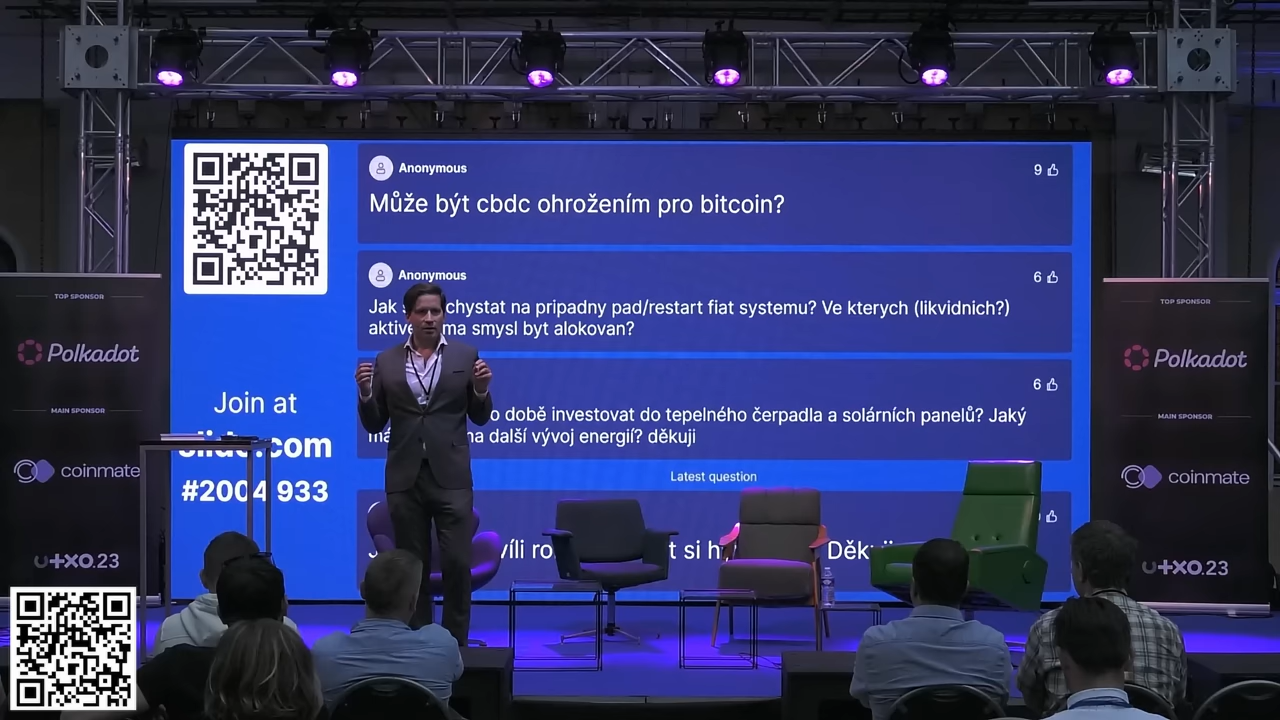 Anonymous
9
Může být cbdc ohrožením pro bitcoin?
Anonymous
6
Jak chystat na pripadny pad/restart fiat systemu? Ve kterych (likvidnich?)
ma smysl byt alokovan?
6
době investovat do tepelného čerpadla a solárních panelů? Jaký
na další vývoj energií? děkuji
Latest question
si
Join at
slido.com
#2004 933
TOP SPONSOR
Polkadot
MAIN SPONSOR
coinmate
utxo.23
TOP SPONSOR
Polkadot
MAIN SPONSOR
coinmate
utxo.23